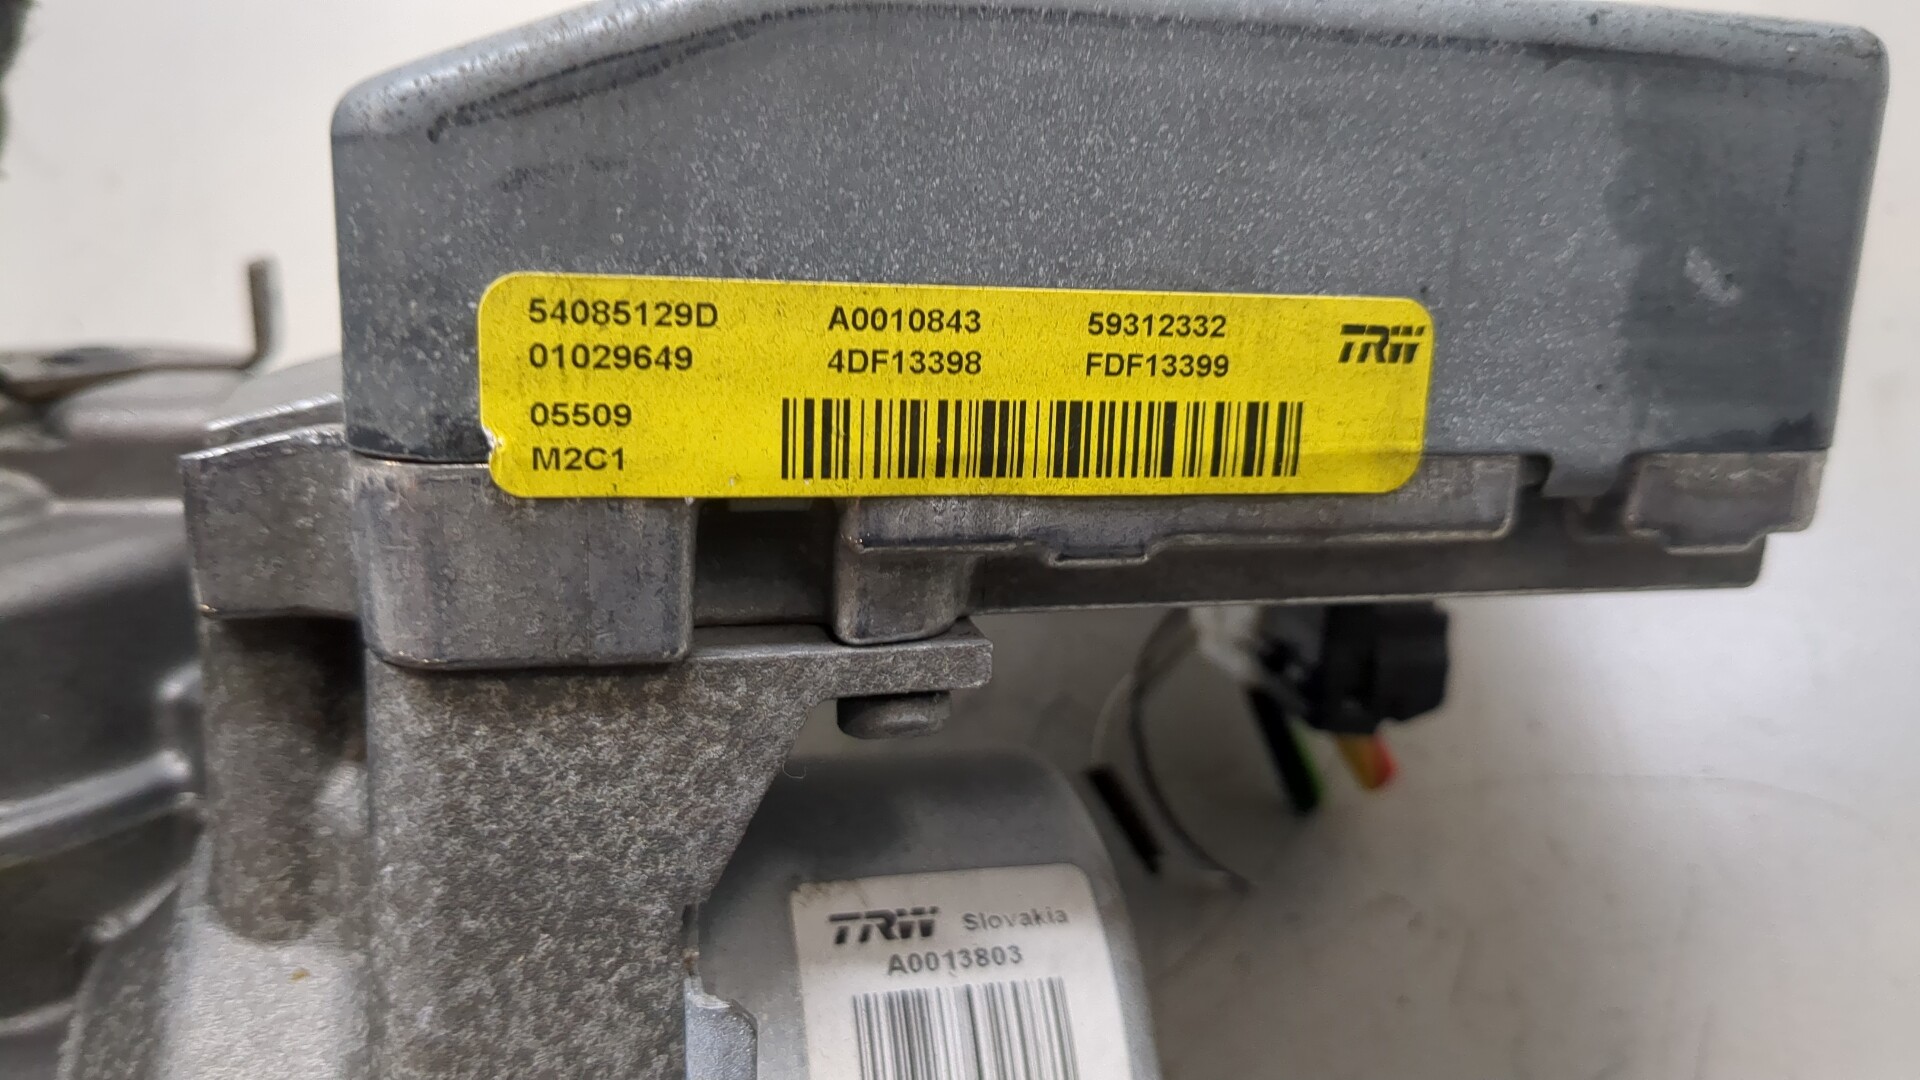 54085129D A0010843 59312332 TRW
01029649 4DF13398 FDF13399
05509
M2C1
TRW Slovakia
A0013803